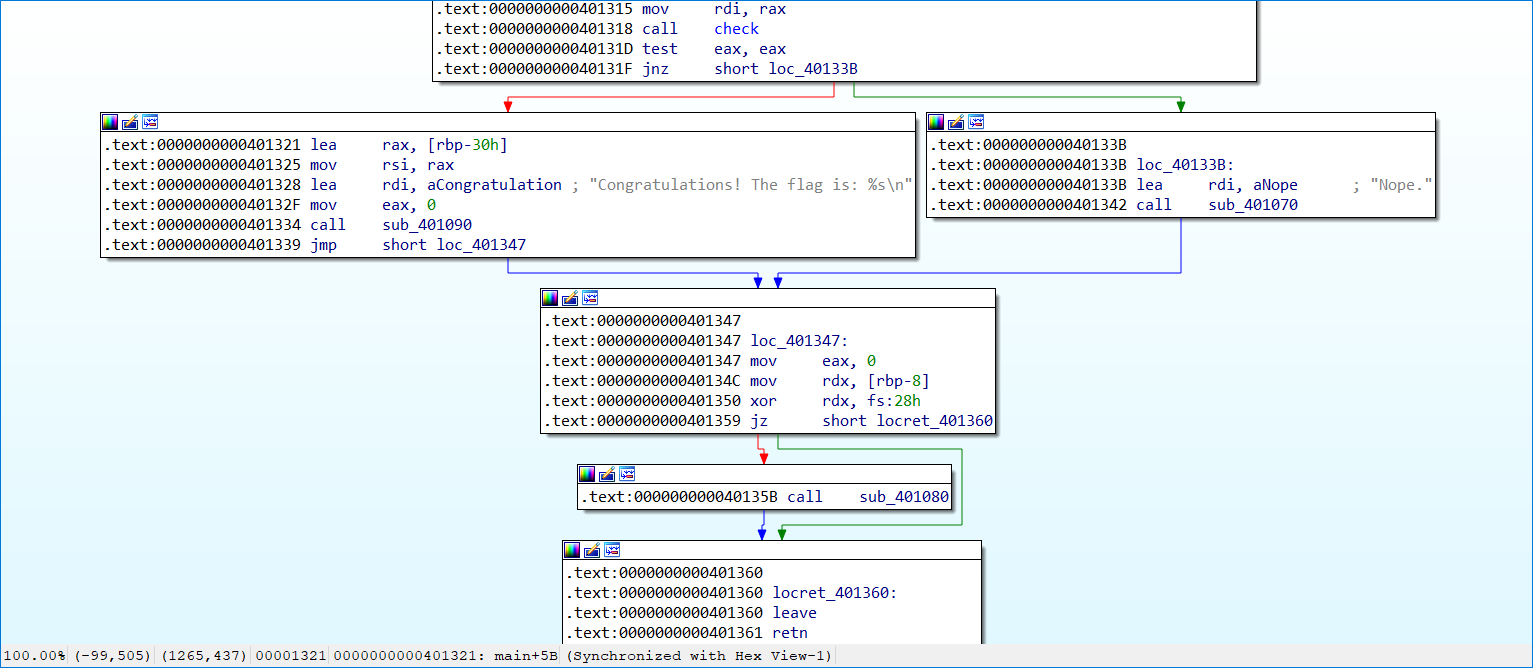 .text:0000000000401315 mov rdi, rax
.text:0000000000401318 call check
.text:000000000040131D test eax, eax
.text:000000000040131F jnz short loc_40133B
.text:0000000000401321 lea rax, [rbp-30h]
.text:0000000000401325 mov rsi, rax
.text:0000000000401328 lea rdi, aCongratulation ; "Congratulations! The flag is: %s\n"
.text:000000000040132F mov eax, 0
.text:0000000000401334 call sub_401090
.text:0000000000401339 jmp short loc_401347
.text:000000000040133B
.text:000000000040133B loc_40133B:
.text:000000000040133B lea rdi, aNope ; "Nope."
.text:0000000000401342 call sub_401070
.text:0000000000401347
.text:0000000000401347 loc_401347:
.text:0000000000401347 mov eax, 0
.text:000000000040134C mov rdx, [rbp-8]
.text:0000000000401350 xor rdx, fs:28h
.text:0000000000401359 jz short locret_401360
.text:000000000040135B call sub_401080
.text:0000000000401360
.text:0000000000401360 locret_401360:
.text:0000000000401360 leave
.text:0000000000401361 retn
100.00% (-99,505) (1265,437) 00001321 0000000000401321: main+5B (Synchronized with Hex View-1)